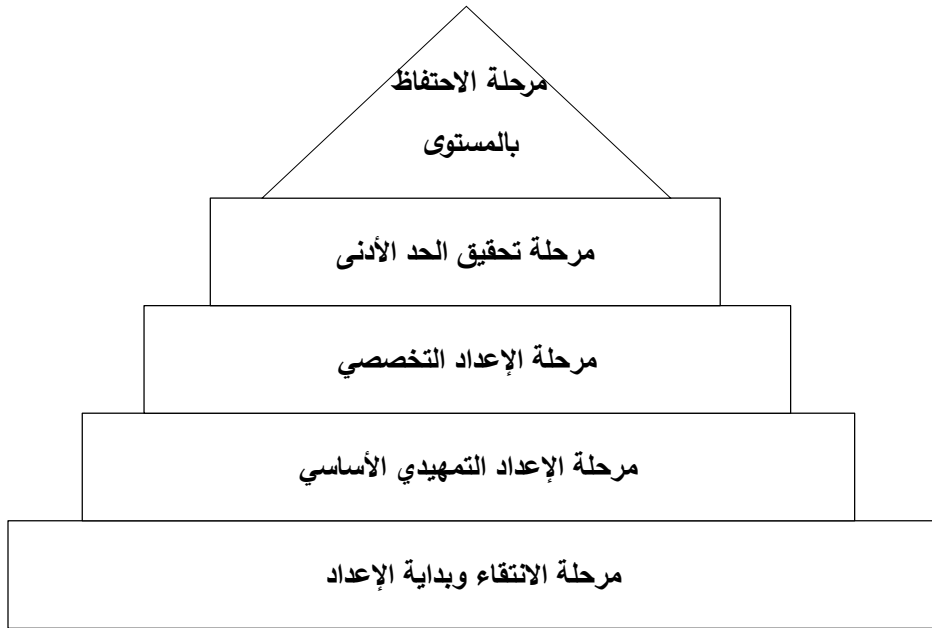 مرحلة الاحتفاظ
بالمستوى
مرحلة تحقيق الحد الأدنى
مرحلة الإعداد التخصصي
مرحلة الإعداد التمهيدي الأساسي
مرحلة الانتقاء وبداية الإعداد